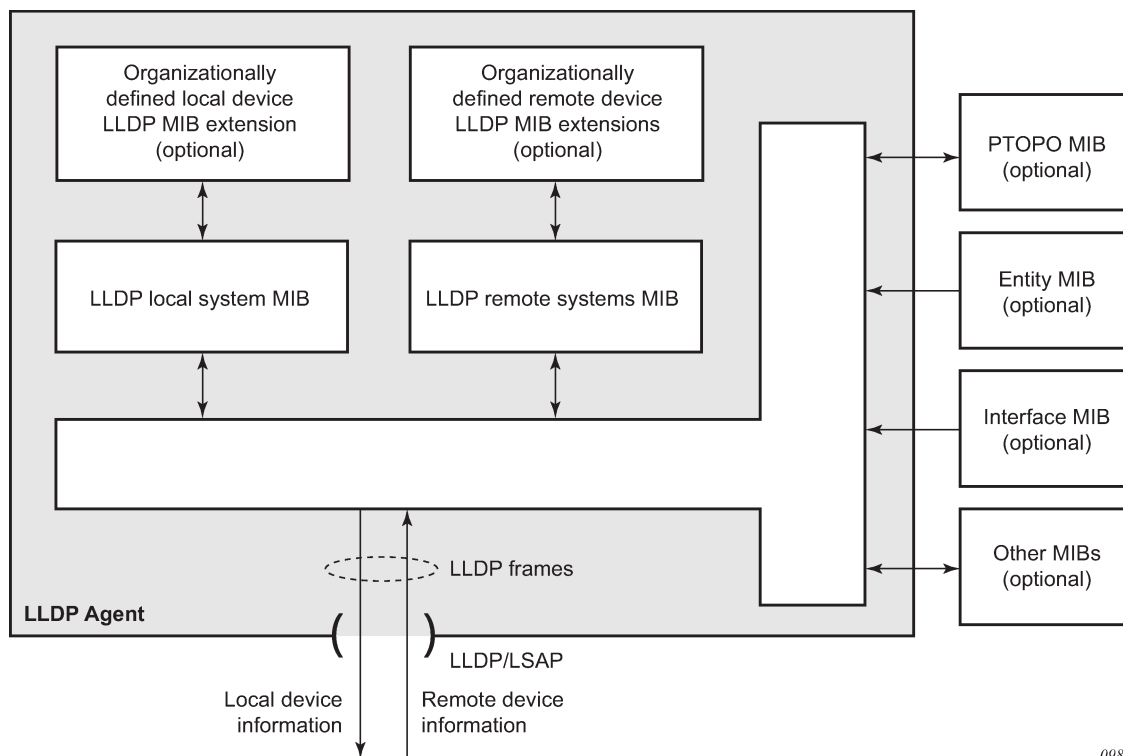 Organizationally
defined local device
LLDP MIB extension
(optional)
Organizationally
defined remote device
LLDP MIB extensions
(optional)
PTOPO MIB
(optional)
LLDP local system MIB
LLDP remote systems MIB
Entity MIB
(optional)
Interface MIB
(optional)
Other MIBs
(optional)
LLDP frames
LLDP Agent
LLDP/LSAP
Local device
information
Remote device
information
098